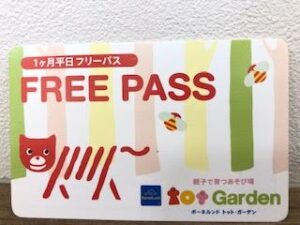 1ヶ月平日フリーパス
FREE PASS
親子で育つあそび場
Garden
ボーネルンド トット・ガーデン